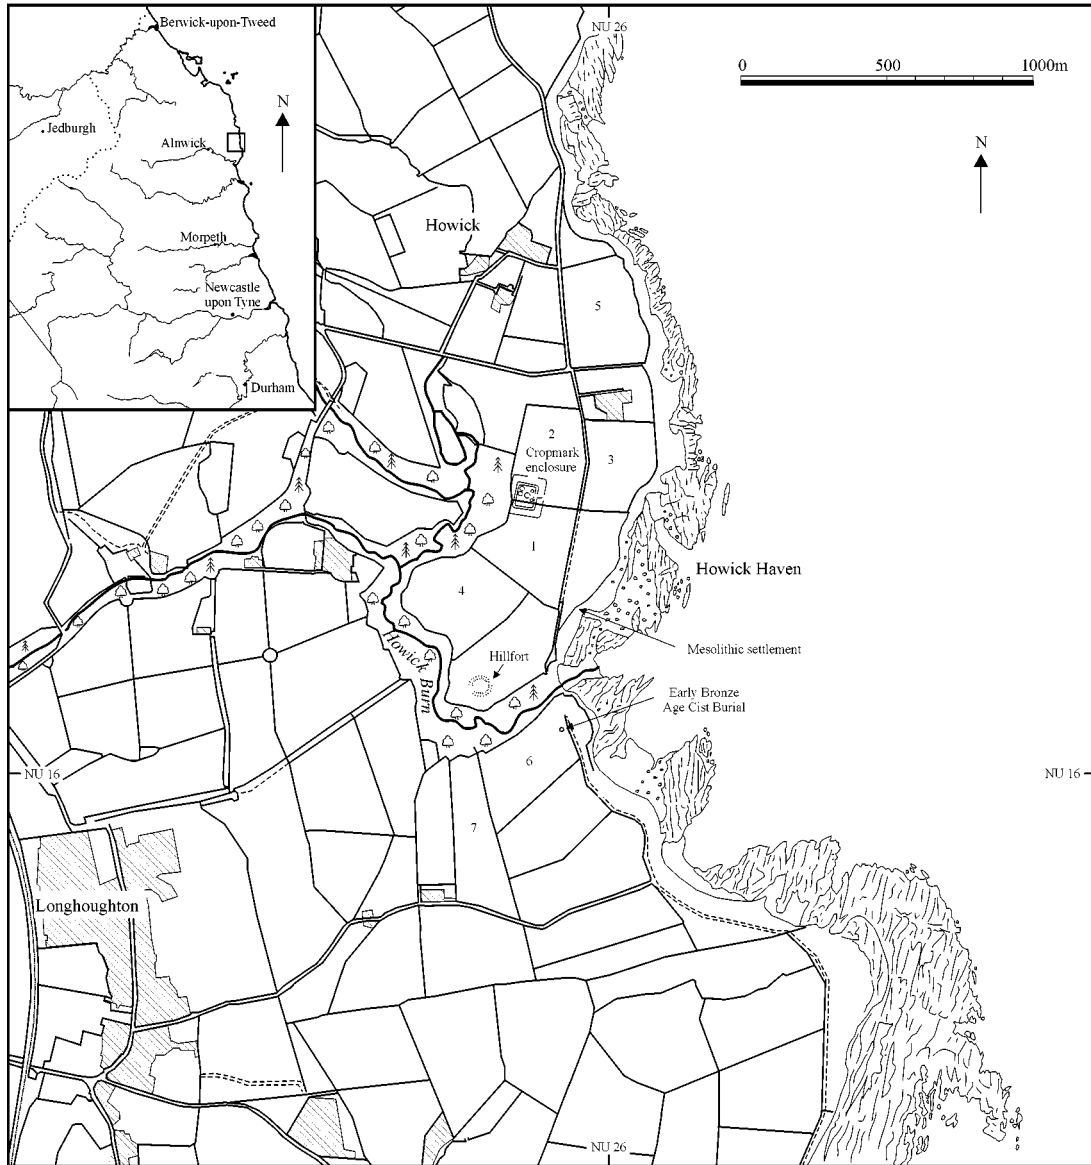 Berwick-upon-Tweed
N
Jedburgh
Alnwick
Morpeth
Newcastle
upon Tyne
Durham
NU 26
0
500
1000m
N
Howick
5
2
Cropmark
enclosure
3
1
Howick Haven
4
Mesolithic settlement
Howick Burn
Hillfort
Early Bronze
Age Cist Burial
6
NU 16
NU 16
7
Longhoughton
NU 26